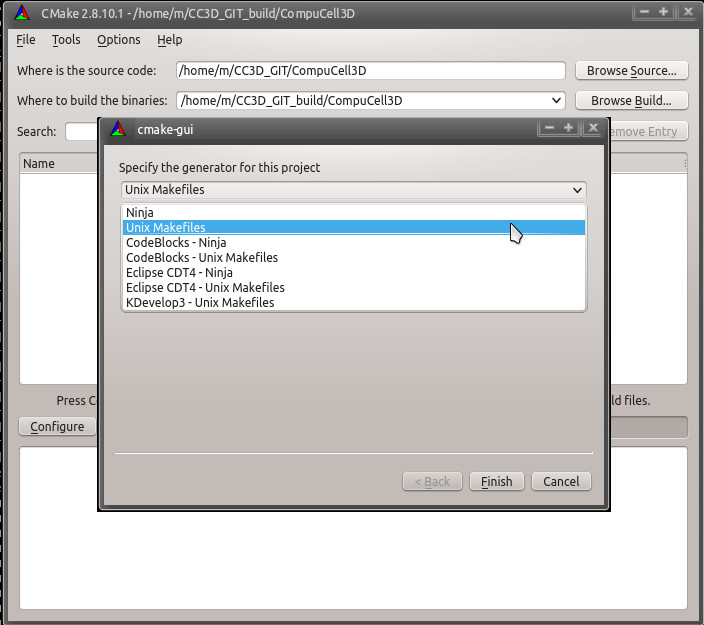 CMake 2.8.10.1 - /home/m/CC3D_GIT_build/CompuCell3D
File Tools Options Help
Where is the source code: /home/m/CC3D_GIT/CompuCell3D Browse Source...
Where to build the binaries: /home/m/CC3D_GIT_build/CompuCell3D Browse Build...
Search: emove Entry
cmake-gui
Name
Specify the generator for this project
Unix Makefiles
Ninja
Unix Makefiles
CodeBlocks - Ninja
CodeBlocks - Unix Makefiles
Eclipse CDT4 - Ninja
Eclipse CDT4 - Unix Makefiles
KDevelop3 - Unix Makefiles
Press C ld files.
Configure
< Back Finish Cancel